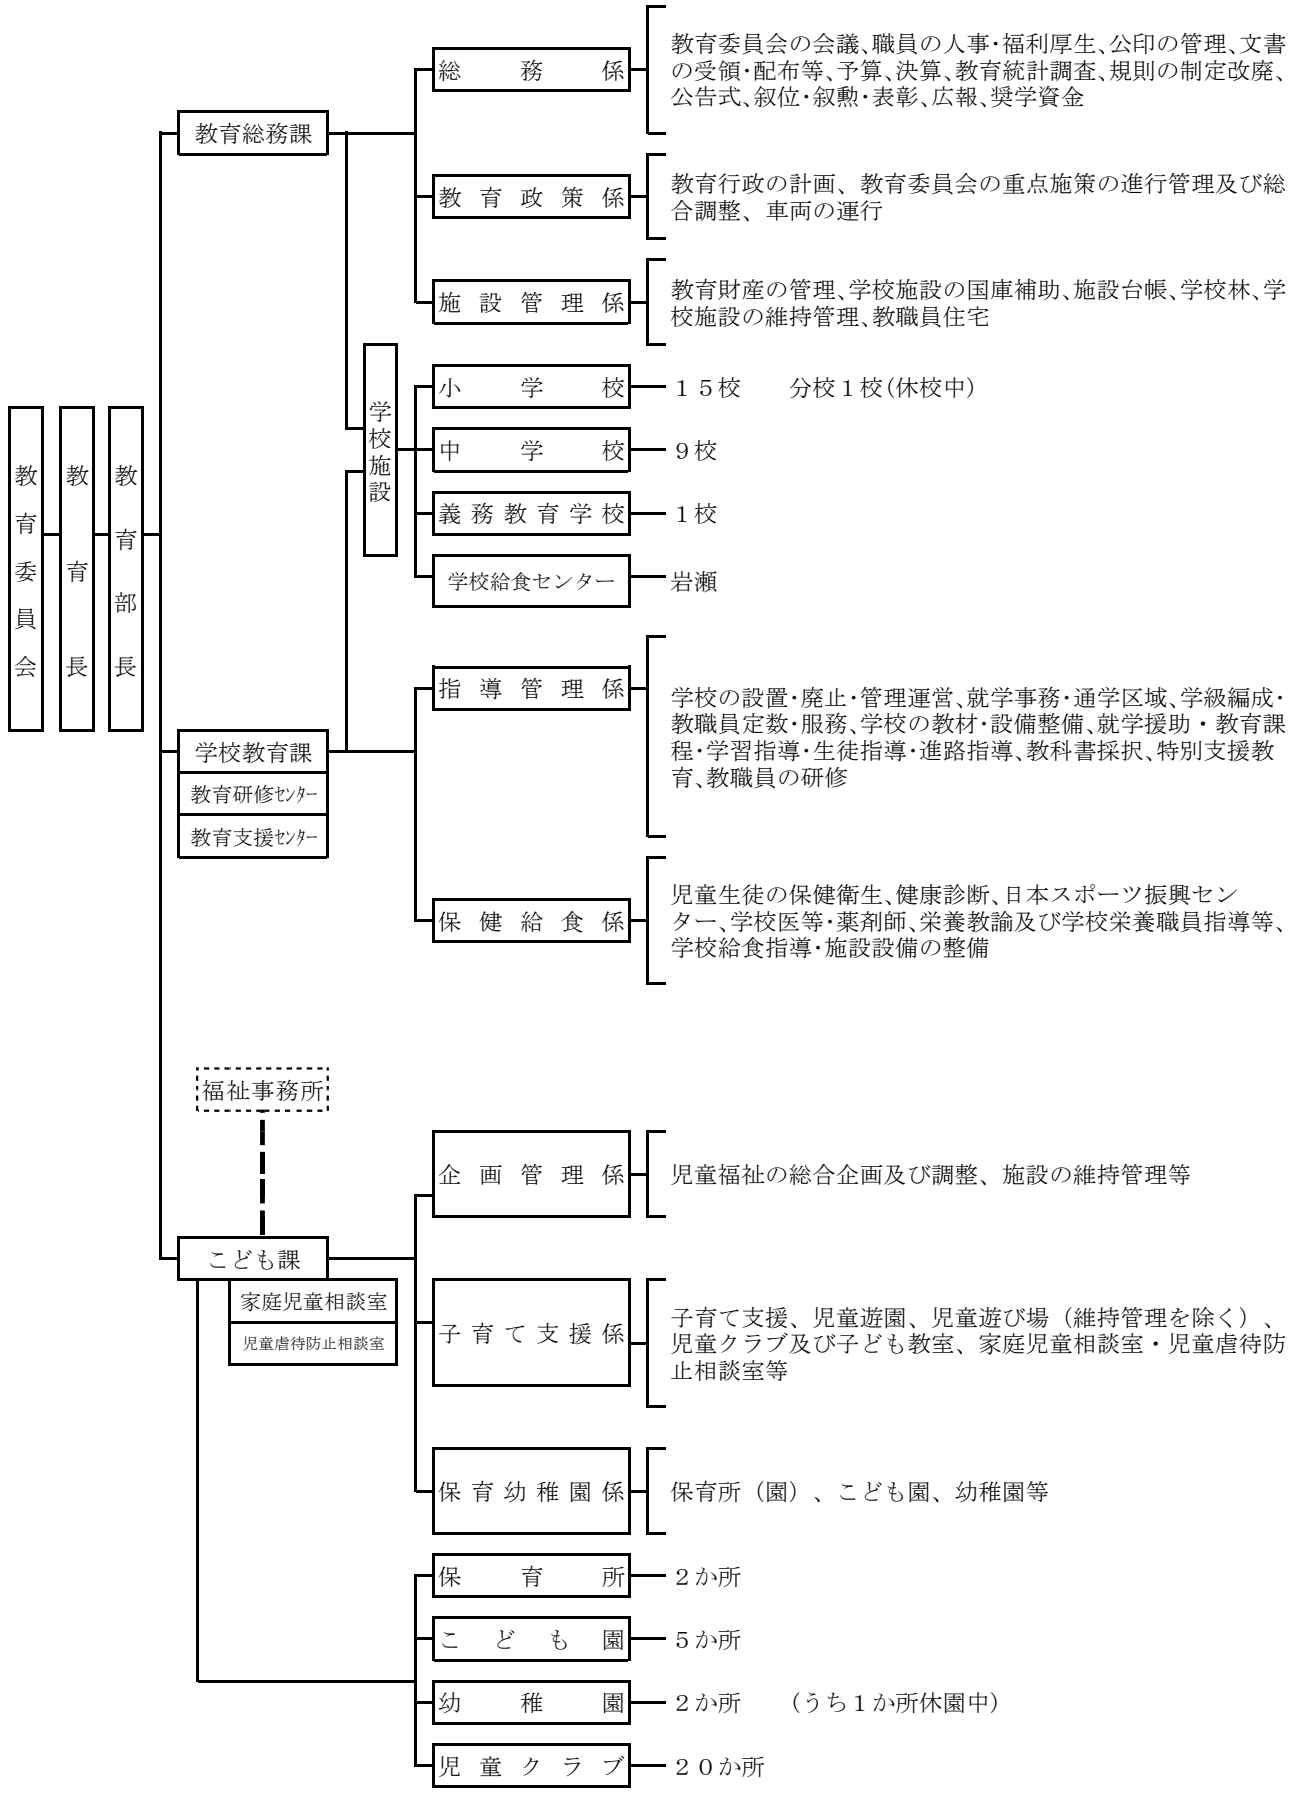 教育委員会
教育長
教育部長
教育総務課
総務係
教育委員会の会議、職員の人事・福利厚生、公印の管理、文書
の受領・配布等、予算、決算、教育統計調査、規則の制定改廃、
公告式、叙位・叙勲・表彰、広報、奨学資金
教育政策係
教育行政の計画、教育委員会の重点施策の進行管理及び総
合調整、車両の運行
施設管理係
教育財産の管理、学校施設の国庫補助、施設台帳、学校林、学
校施設の維持管理、教職員住宅
学校施設
小学校
１５校　　分校１校（休校中）
中学校
９校
義務教育学校
１校
学校給食センター
岩瀬
学校教育課
教育研修ｾﾝﾀｰ
教育支援ｾﾝﾀｰ
指導管理係
学校の設置・廃止・管理運営、就学事務・通学区域、学級編成・
教職員定数・服務、学校の教材・設備整備、就学援助・教育課
程・学習指導・生徒指導・進路指導、教科書採択、特別支援教
育、教職員の研修
保健給食係
児童生徒の保健衛生、健康診断、日本スポーツ振興セン
ター、学校医等・薬剤師、栄養教諭及び学校栄養職員指導等、
学校給食指導・施設設備の整備
福祉事務所
こども課
家庭児童相談室
児童虐待防止相談室
企画管理係
児童福祉の総合企画及び調整、施設の維持管理等
子育て支援係
子育て支援、児童遊園、児童遊び場（維持管理を除く）、
児童クラブ及び子ども教室、家庭児童相談室・児童虐待防
止相談室等
保育幼稚園係
保育所（園）、こども園、幼稚園等
保育所
２か所
こども園
５か所
幼稚園
２か所　　（うち１か所休園中）
児童クラブ
２０か所